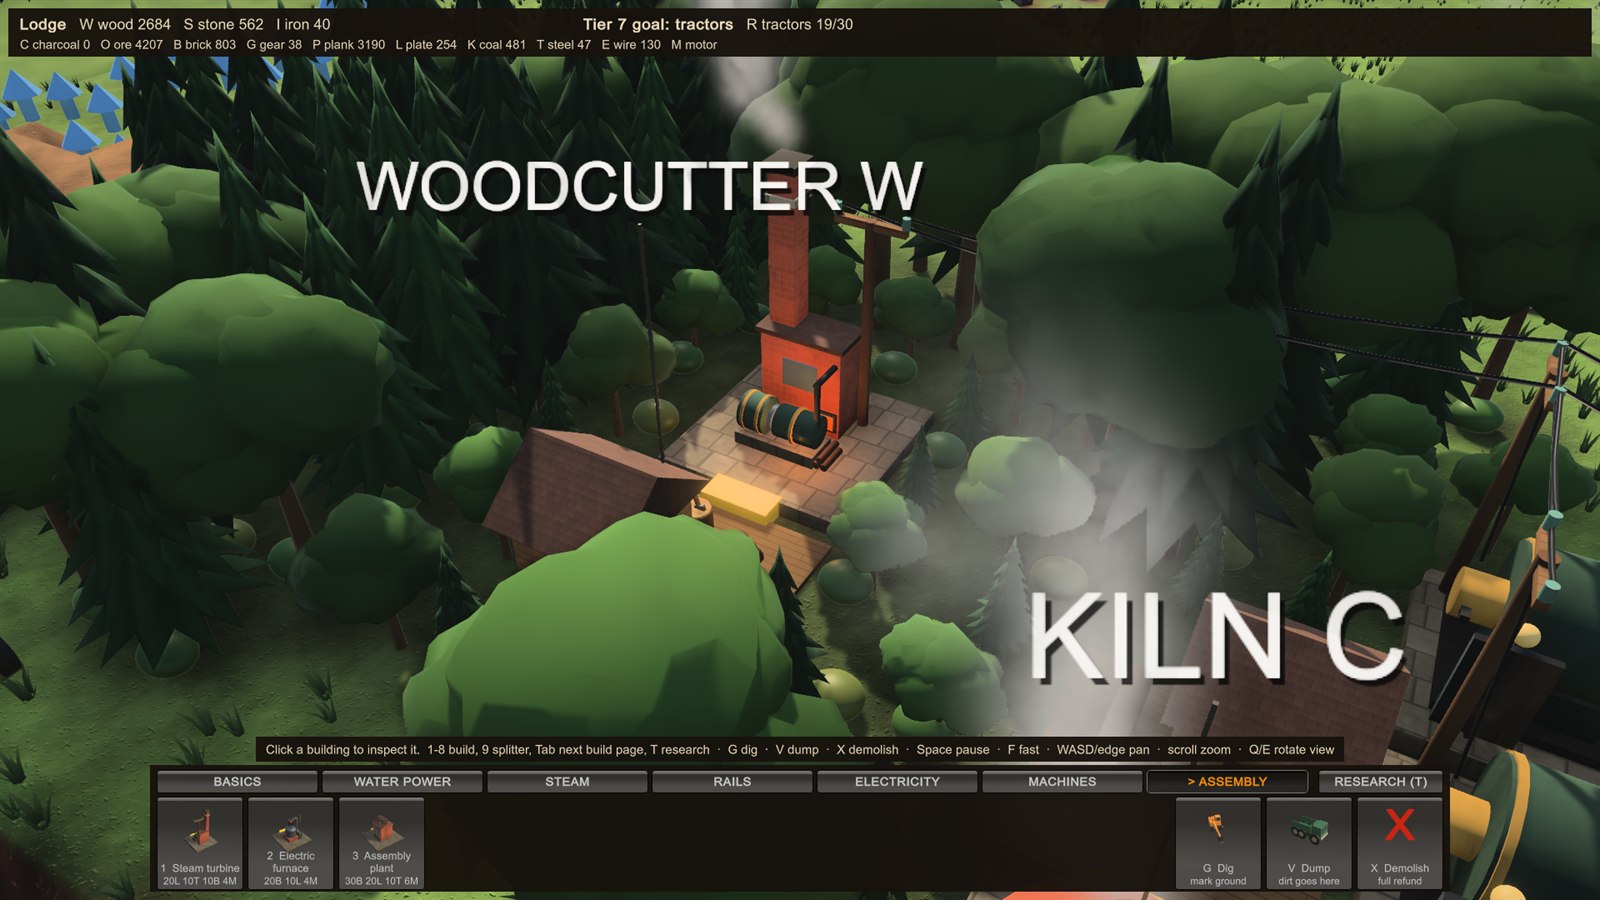 Lodge W wood 2684 S stone 562 I iron 40 Tier 7 goal: tractors R tractors 19/30
C charcoal 0 O ore 4207 B brick 803 G gear 38 P plank 3190 L plate 254 K coal 481 T steel 47 E wire 130 M motor
WOODCUTTER W
KILN C
Click a building to inspect it. 1-8 build, 9 splitter, Tab next build page, T research · G dig · V dump · X demolish · Space pause · F fast · WASD/edge pan · scroll zoom · Q/E rotate view
BASICS WATER POWER STEAM RAILS ELECTRICITY MACHINES > ASSEMBLY RESEARCH (T)
X
1 Steam turbine
20L 10T 10B 4M
2 Electric
furnace
20B 10L 4M
3 Assembly
plant
30B 20L 10T 6M
G Dig
mark ground
V Dump
dirt goes here
X Demolish
full refund